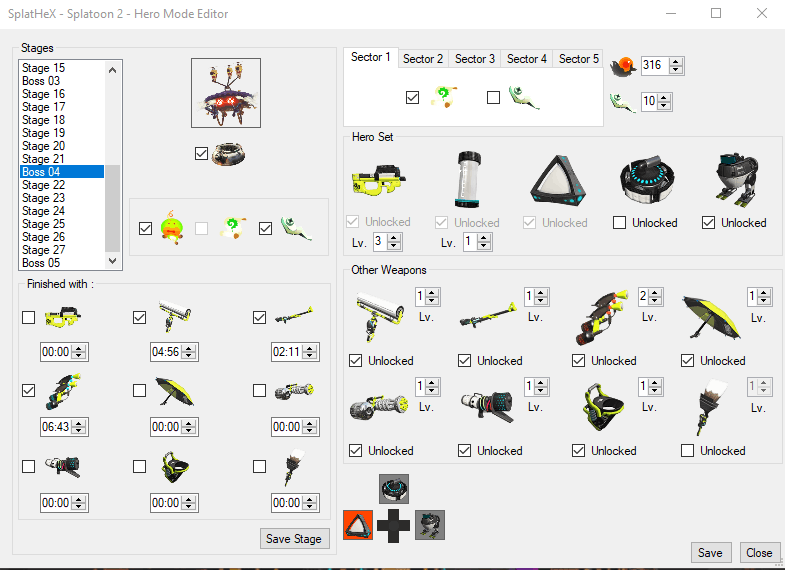 SplatHeX - Splatoon 2 - Hero Mode Editor
Stages
Stage 15
Boss 03
Stage 16
Stage 17
Stage 18
Stage 19
Stage 20
Stage 21
Boss 04
Stage 22
Stage 23
Stage 24
Stage 25
Stage 26
Stage 27
Boss 05
Finished with :
00:00 04:56 02:11
06:43 00:00 00:00
00:00 00:00 00:00
Save Stage
Sector 1 Sector 2 Sector 3 Sector 4 Sector 5
316
10
Hero Set
Unlocked Unlocked Unlocked Unlocked Unlocked
Lv. 3 Lv. 1
Other Weapons
1 1 2 1
Lv. Lv. Lv. Lv.
Unlocked Unlocked Unlocked Unlocked
1 1 1 1
Lv. Lv. Lv. Lv.
Unlocked Unlocked Unlocked Unlocked
Save Close